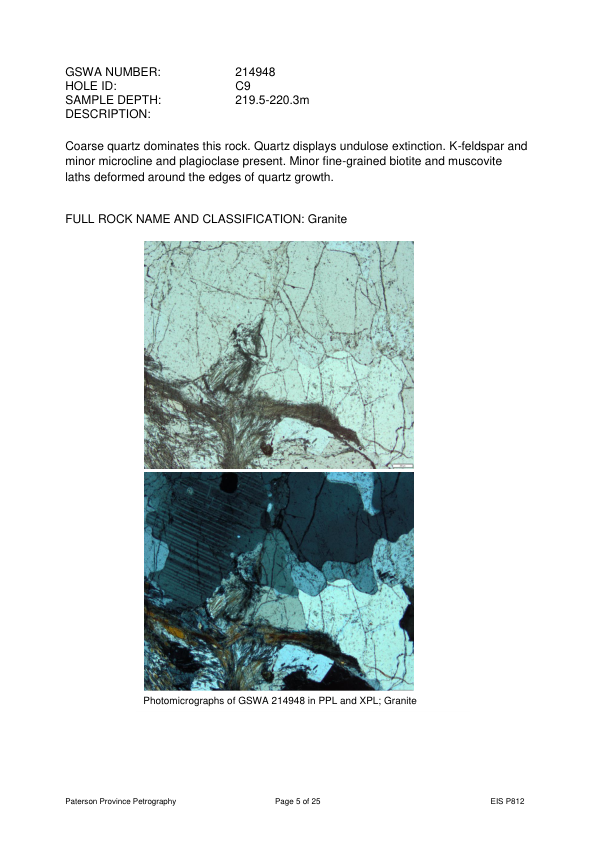 GSWA NUMBER: 214948
HOLE ID: C9
SAMPLE DEPTH: 219.5-220.3m
DESCRIPTION:
Coarse quartz dominates this rock. Quartz displays undulose extinction. K-feldspar and
minor microcline and plagioclase present. Minor fine-grained biotite and muscovite
laths deformed around the edges of quartz growth.
FULL ROCK NAME AND CLASSIFICATION: Granite
Photomicrographs of GSWA 214948 in PPL and XPL; Granite
Paterson Province Petrography Page 5 of 25 EIS P812